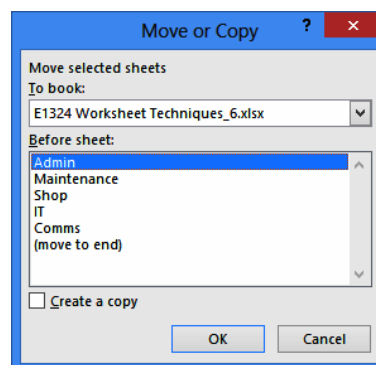 Move or Copy ?
Move selected sheets
To book:
E1324 Worksheet Techniques_6.xlsx
Before sheet:
Admin
Maintenance
Shop
IT
Comms
(move to end)
Create a copy
OK Cancel